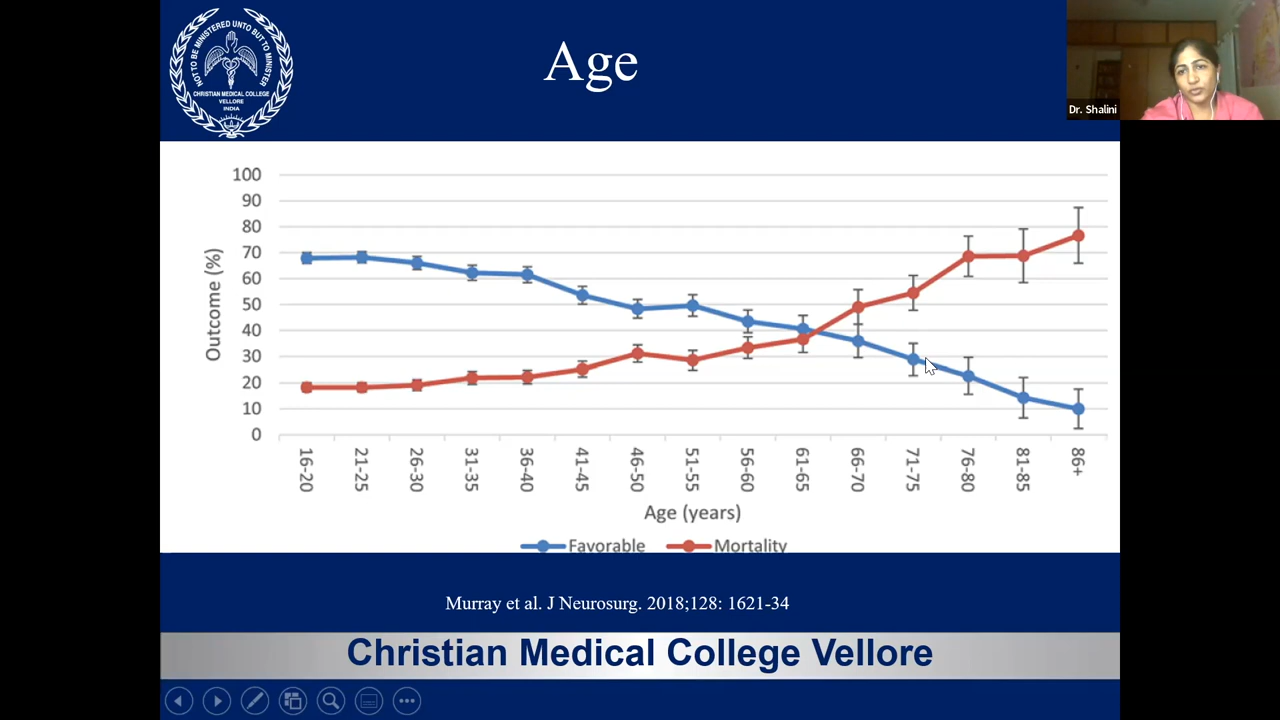 NOT TO BE MINISTERED UNTO BUT TO MINISTER
CHRISTIAN MEDICAL COLLEGE
VELLORE
INDIA
Age
Dr. Shalini
100
90
80
70
60
50
40
30
20
10
0
Outcome (%)
16-20
21-25
26-30
31-35
36-40
41-45
46-50
51-55
56-60
61-65
66-70
71-75
76-80
81-85
86+
Age (years)
Favorable
Mortality
Murray et al. J Neurosurg. 2018;128: 1621-34
Christian Medical College Vellore